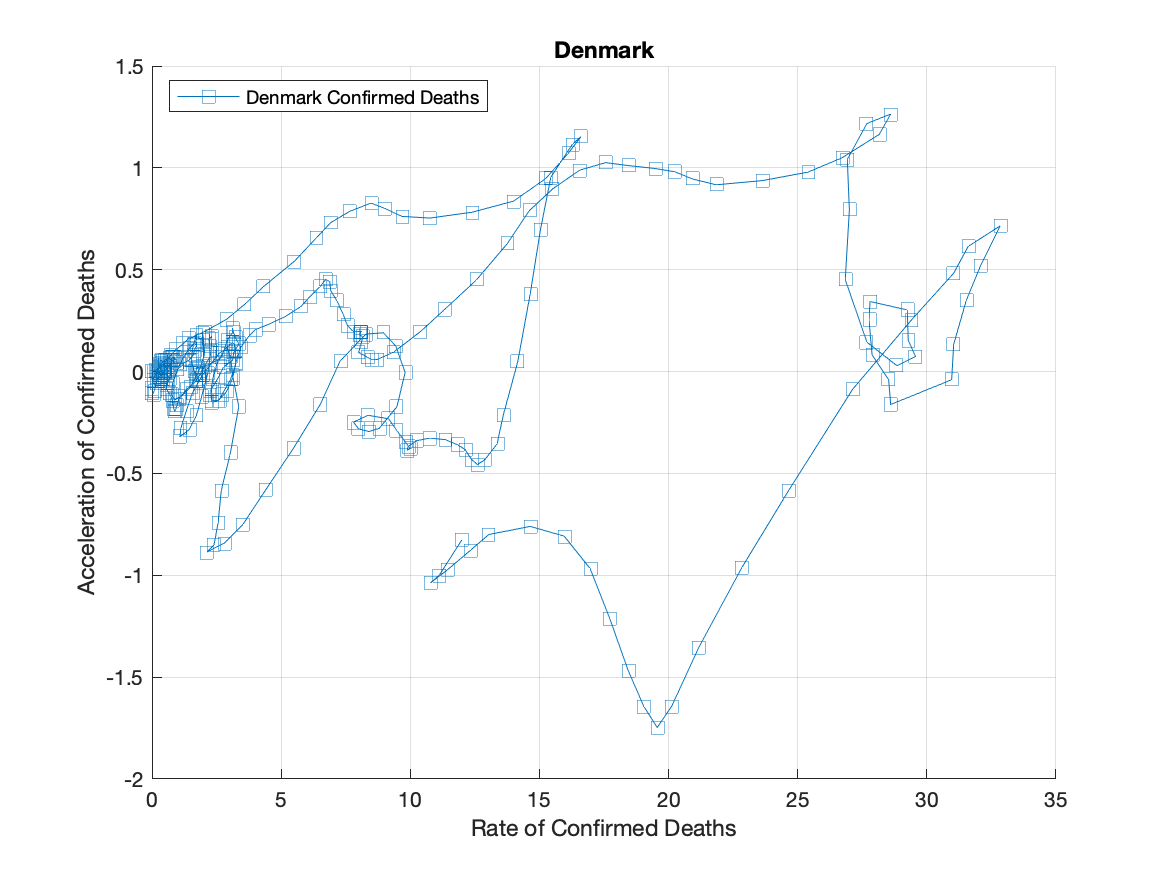 Denmark
Denmark Confirmed Deaths
1.5
1
0.5
0
-0.5
-1
-1.5
-2
Acceleration of Confirmed Deaths
0 5 10 15 20 25 30 35
Rate of Confirmed Deaths